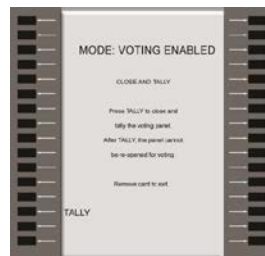 MODE: VOTING ENABLED
CLOSE AND TALLY
Press TALLY to close and
tally the voting panel.
After TALLY, the panel cannot
be re-opened for voting
Remove card to exit
TALLY